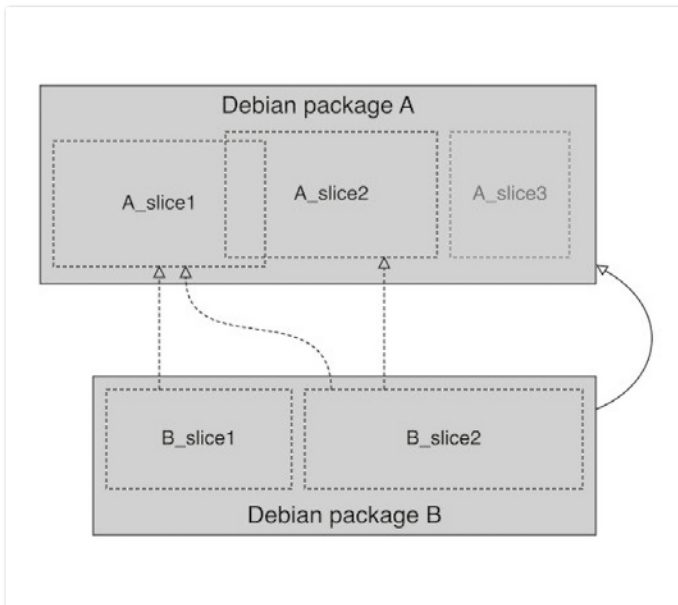 Debian package A
A_slice1
A_slice2
A_slice3
B_slice1
B_slice2
Debian package B